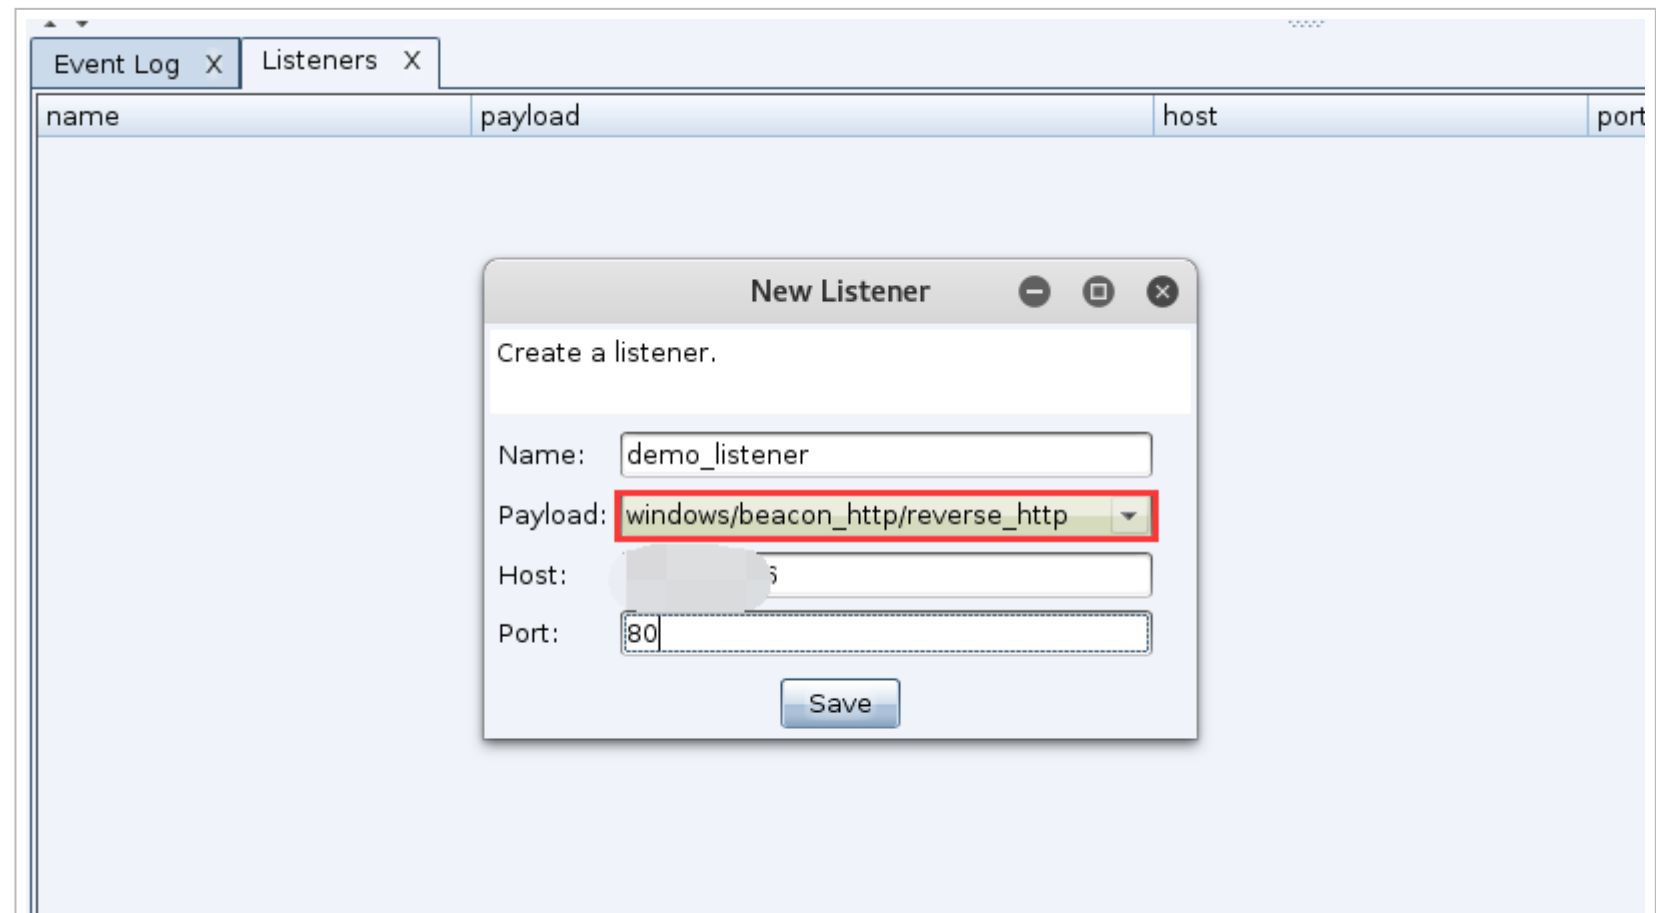 Event Log X Listeners X
name payload host port
New Listener
Create a listener.
Name: demo_listener
Payload: windows/beacon_http/reverse_http
Host:
Port: 80
Save